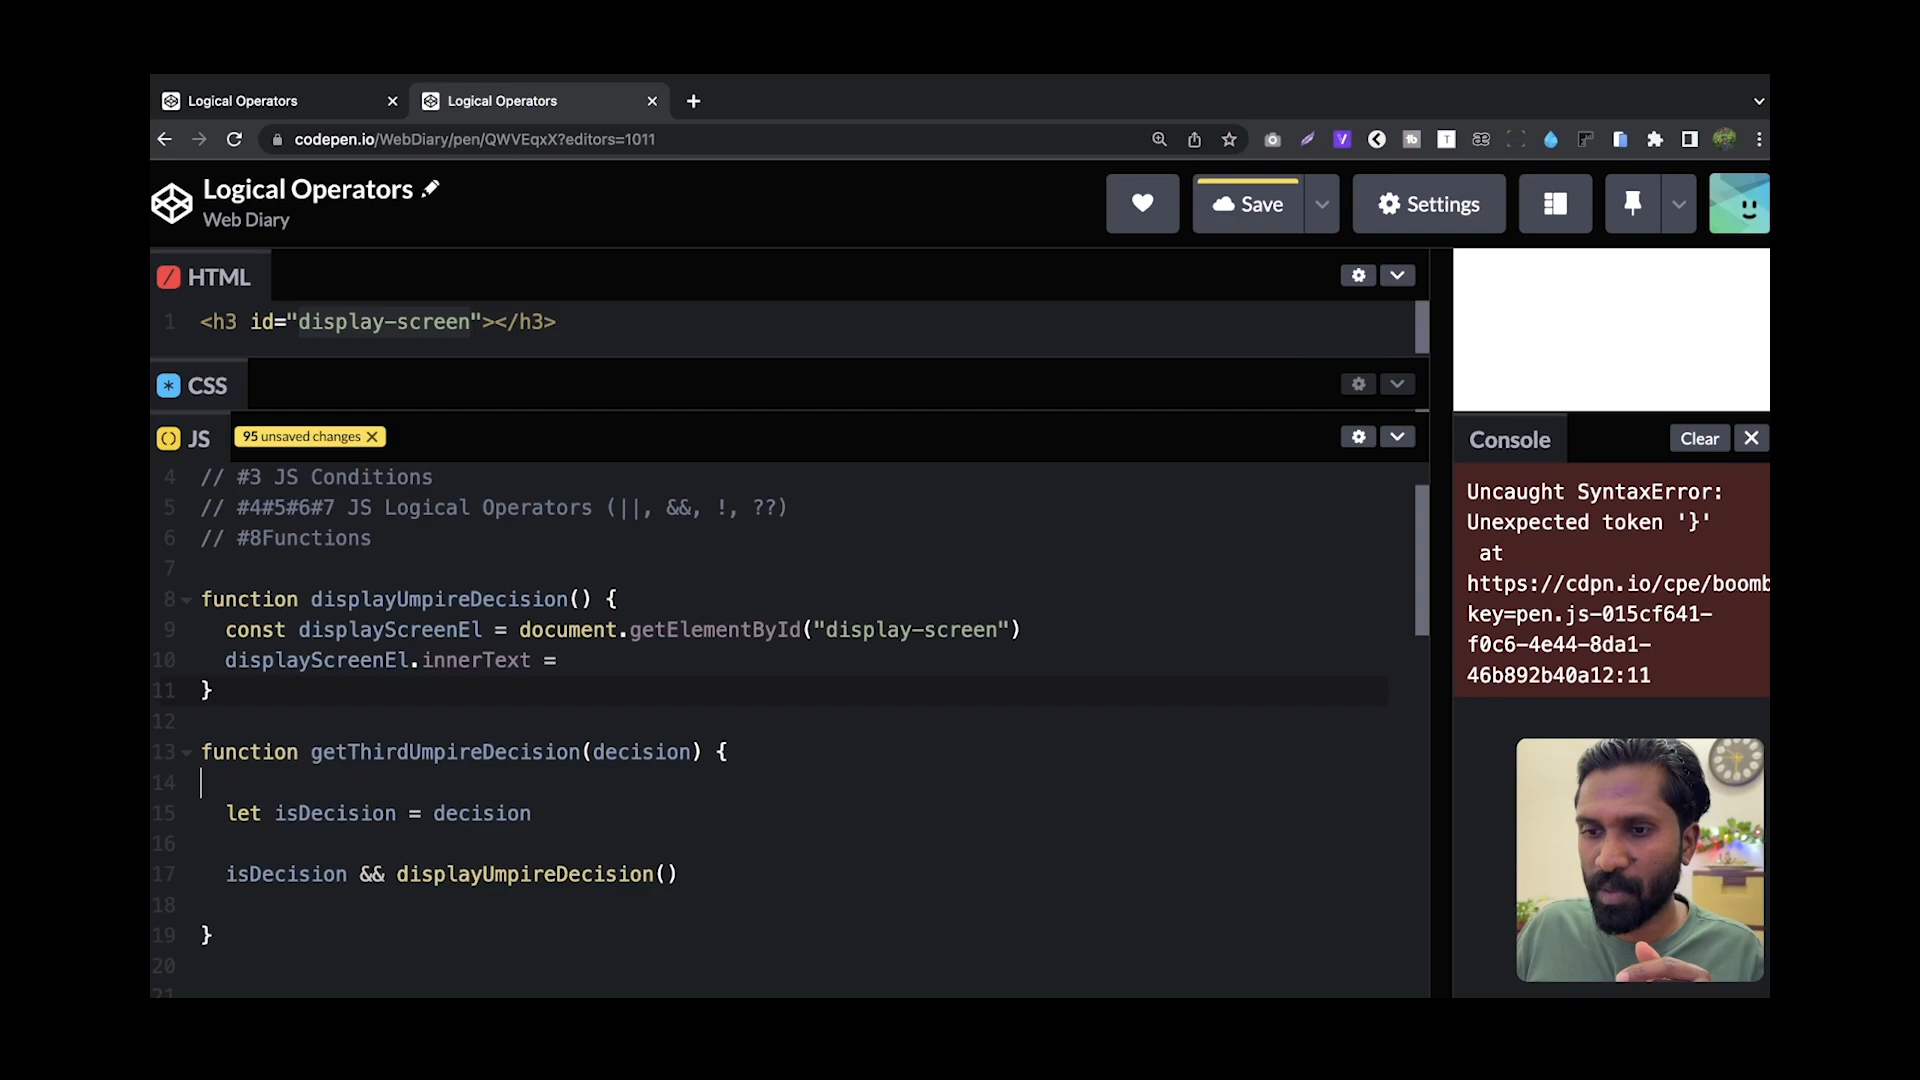 Logical Operators
Logical Operators
codepen.io/WebDiary/pen/QWVEqxX?editors=1011
Logical Operators
Web Diary
Save
Settings
HTML
1 <h3 id="display-screen"></h3>
CSS
JS
95 unsaved changes
4 // #3 JS Conditions
5 // #4#5#6#7 JS Logical Operators (||, &&, !, ??)
6 // #8Functions
7
8 function displayUmpireDecision() {
9 const displayScreenEl = document.getElementById("display-screen")
10 displayScreenEl.innerText =
11 }
12
13 function getThirdUmpireDecision(decision) {
14
15 let isDecision = decision
16
17 isDecision && displayUmpireDecision()
18
19 }
20
21
Console
Clear
Uncaught SyntaxError:
Unexpected token '}'
at
https://cdpn.io/cpe/boomb
key=pen.js-015cf641-
f0c6-4e44-8da1-
46b892b40a12:11